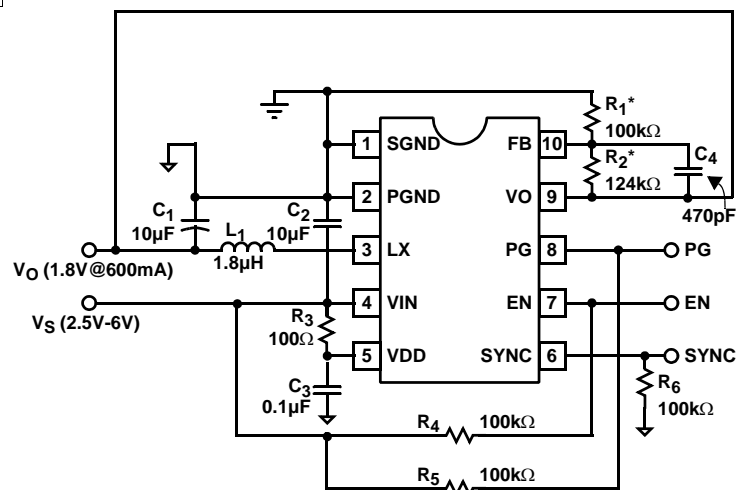 R1*
100kΩ
1 SGND FB 10
R2*
124kΩ
C4
470pF
2 PGND VO 9
C1
10µF
C2
10µF
L1
1.8µH
3 LX PG 8 PG
VO (1.8V@600mA)
4 VIN EN 7 EN
VS (2.5V-6V)
R3
100Ω
5 VDD SYNC 6 SYNC
C3
0.1µF
R6
100kΩ
R4 100kΩ
R5 100kΩ